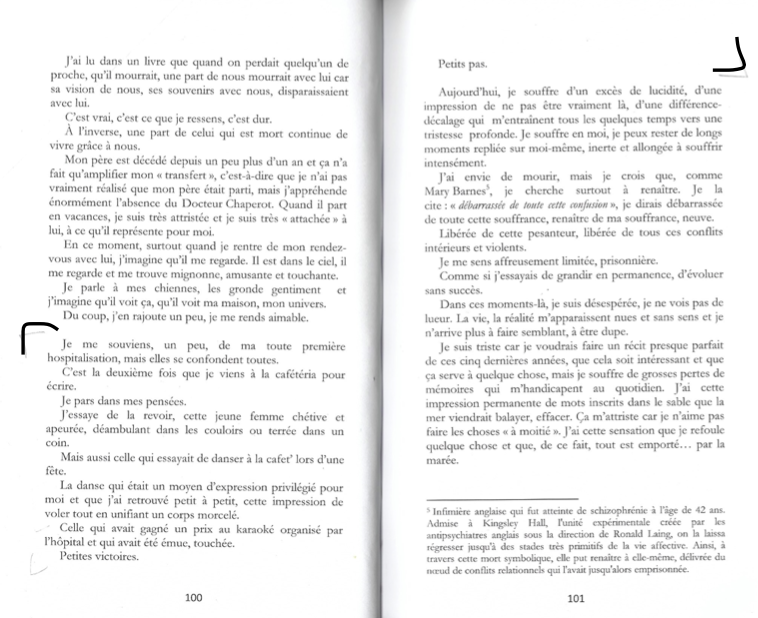 J'ai lu dans un livre que quand on perdait quelqu'un de
proche, qu'il mourrait, une part de nous mourrait avec lui car
sa vision de nous, ses souvenirs avec nous, disparaissaient
avec lui.
C'est vrai, c'est ce que je ressens, c'est dur.
À l'inverse, une part de celui qui est mort continue de
vivre grâce à nous.
Mon père est décédé depuis un peu plus d'un an et ça n'a
fait qu'amplifier mon « transfert », c'est-à-dire que je n'ai pas
vraiment réalisé que mon père était parti, mais j'appréhende
énormément l'absence du Docteur Chaperot. Quand il part
en vacances, je suis très attristée et je suis très « attachée » à
lui, à ce qu'il représente pour moi.
En ce moment, surtout quand je rentre de mon rendez-
vous avec lui, j'imagine qu'il me regarde. Il est dans le ciel, il
me regarde et me trouve mignonne, amusante et touchante.
Je parle à mes chiennes, les gronde gentiment et
j'imagine qu'il voit ça, qu'il voit ma maison, mon univers.
Du coup, j'en rajoute un peu, je me rends aimable.
Je me souviens, un peu, de ma toute première
hospitalisation, mais elles se confondent toutes.
C'est la deuxième fois que je viens à la cafétéria pour
écrire.
Je pars dans mes pensées.
J'essaye de la revoir, cette jeune femme chétive et
apeurée, déambulant dans les couloirs ou terrée dans un
coin.
Mais aussi celle qui essayait de danser à la cafet' lors d'une
fête.
La danse qui était un moyen d'expression privilégié pour
moi et que j'ai retrouvé petit à petit, cette impression de
voler tout en unifiant un corps morcelé.
Celle qui avait gagné un prix au karaoké organisé par
l'hôpital et qui avait été émue, touchée.
Petites victoires.
100
Petits pas.
Aujourd'hui, je souffre d'un excès de lucidité, d'une
impression de ne pas être vraiment là, d'une différence-
décalage qui m'entraînent tous les quelques temps vers une
tristesse profonde. Je souffre en moi, je peux rester de longs
moments repliée sur moi-même, inerte et allongée à souffrir
intensément.
J'ai envie de mourir, mais je crois que, comme
Mary Barnes⁵, je cherche surtout à renaître. Je la
cite : « débarrassée de toute cette confusion », je dirais débarrassée
de toute cette souffrance, renaître de ma souffrance, neuve.
Libérée de cette pesanteur, libérée de tous ces conflits
intérieurs et violents.
Je me sens affreusement limitée, prisonnière.
Comme si j'essayais de grandir en permanence, d'évoluer
sans succès.
Dans ces moments-là, je suis désespérée, je ne vois pas de
lueur. La vie, la réalité m'apparaissent nues et sans sens et je
n'arrive plus à faire semblant, à être dupe.
Je suis triste car je voudrais faire un récit presque parfait
de ces cinq dernières années, que cela soit intéressant et que
ça serve à quelque chose, mais je souffre de grosses pertes de
mémoires qui m'handicapent au quotidien. J'ai cette
impression permanente de mots inscrits dans le sable que la
mer viendrait balayer, effacer. Ça m'attriste car je n'aime pas
faire les choses « à moitié ». J'ai cette sensation que je refoule
quelque chose et que, de ce fait, tout est emporté… par la
marée.
⁵ Infirmière anglaise qui fut atteinte de schizophrénie à l'âge de 42 ans.
Admise à Kingsley Hall, l'unité expérimentale créée par les
antipsychiatres anglais sous la direction de Ronald Laing, on la laissa
régresser jusqu'à des stades très primitifs de la vie affective. Ainsi, à
travers cette mort symbolique, elle put renaître à elle-même, délivrée du
nœud de conflits relationnels qui l'avait jusqu'alors emprisonnée.
101